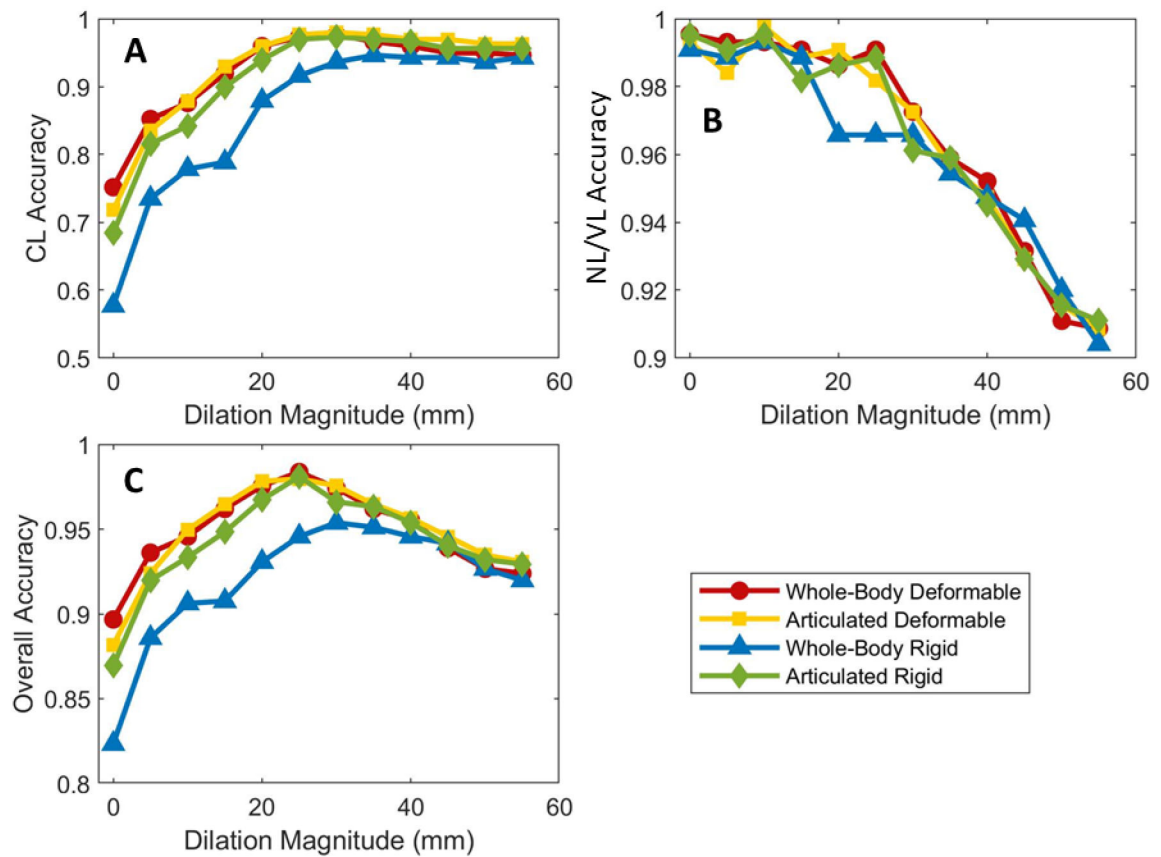 A
CL Accuracy
1
0.9
0.8
0.7
0.6
0.5
0
20
40
60
Dilation Magnitude (mm)
B
NL/VL Accuracy
1
0.98
0.96
0.94
0.92
0.9
0
20
40
60
Dilation Magnitude (mm)
C
Overall Accuracy
1
0.95
0.9
0.85
0.8
0
20
40
60
Dilation Magnitude (mm)
Whole-Body Deformable
Articulated Deformable
Whole-Body Rigid
Articulated Rigid